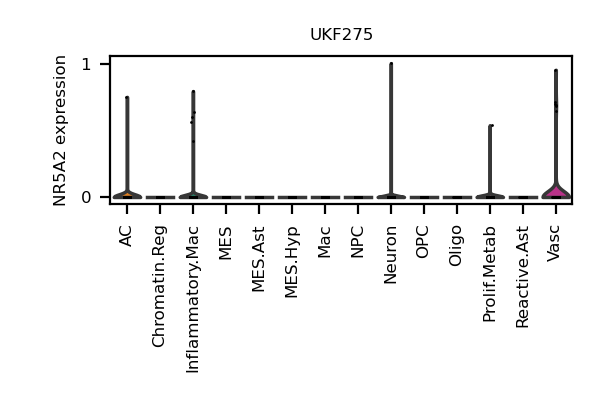 UKF275
NR5A2 expression
1
0
AC
Chromatin.Reg
Inflammatory.Mac
MES
MES.Ast
MES.Hyp
Mac
NPC
Neuron
OPC
Oligo
Prolif.Metab
Reactive.Ast
Vasc